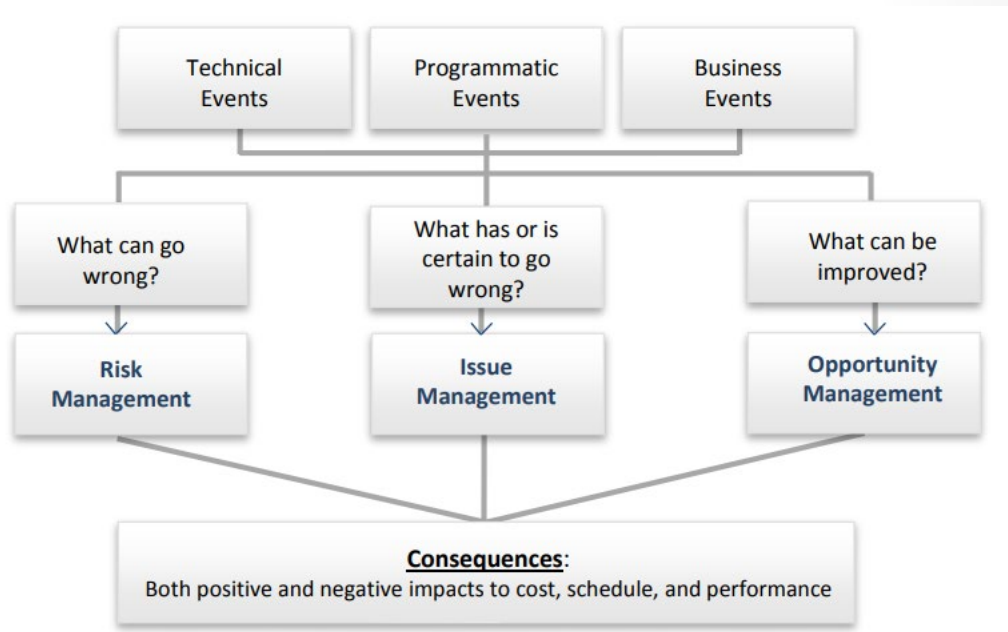 Technical
Events
Programmatic
Events
Business
Events
What can go
wrong?
What has or is
certain to go
wrong?
What can be
improved?
Risk
Management
Issue
Management
Opportunity
Management
Consequences:
Both positive and negative impacts to cost, schedule, and performance